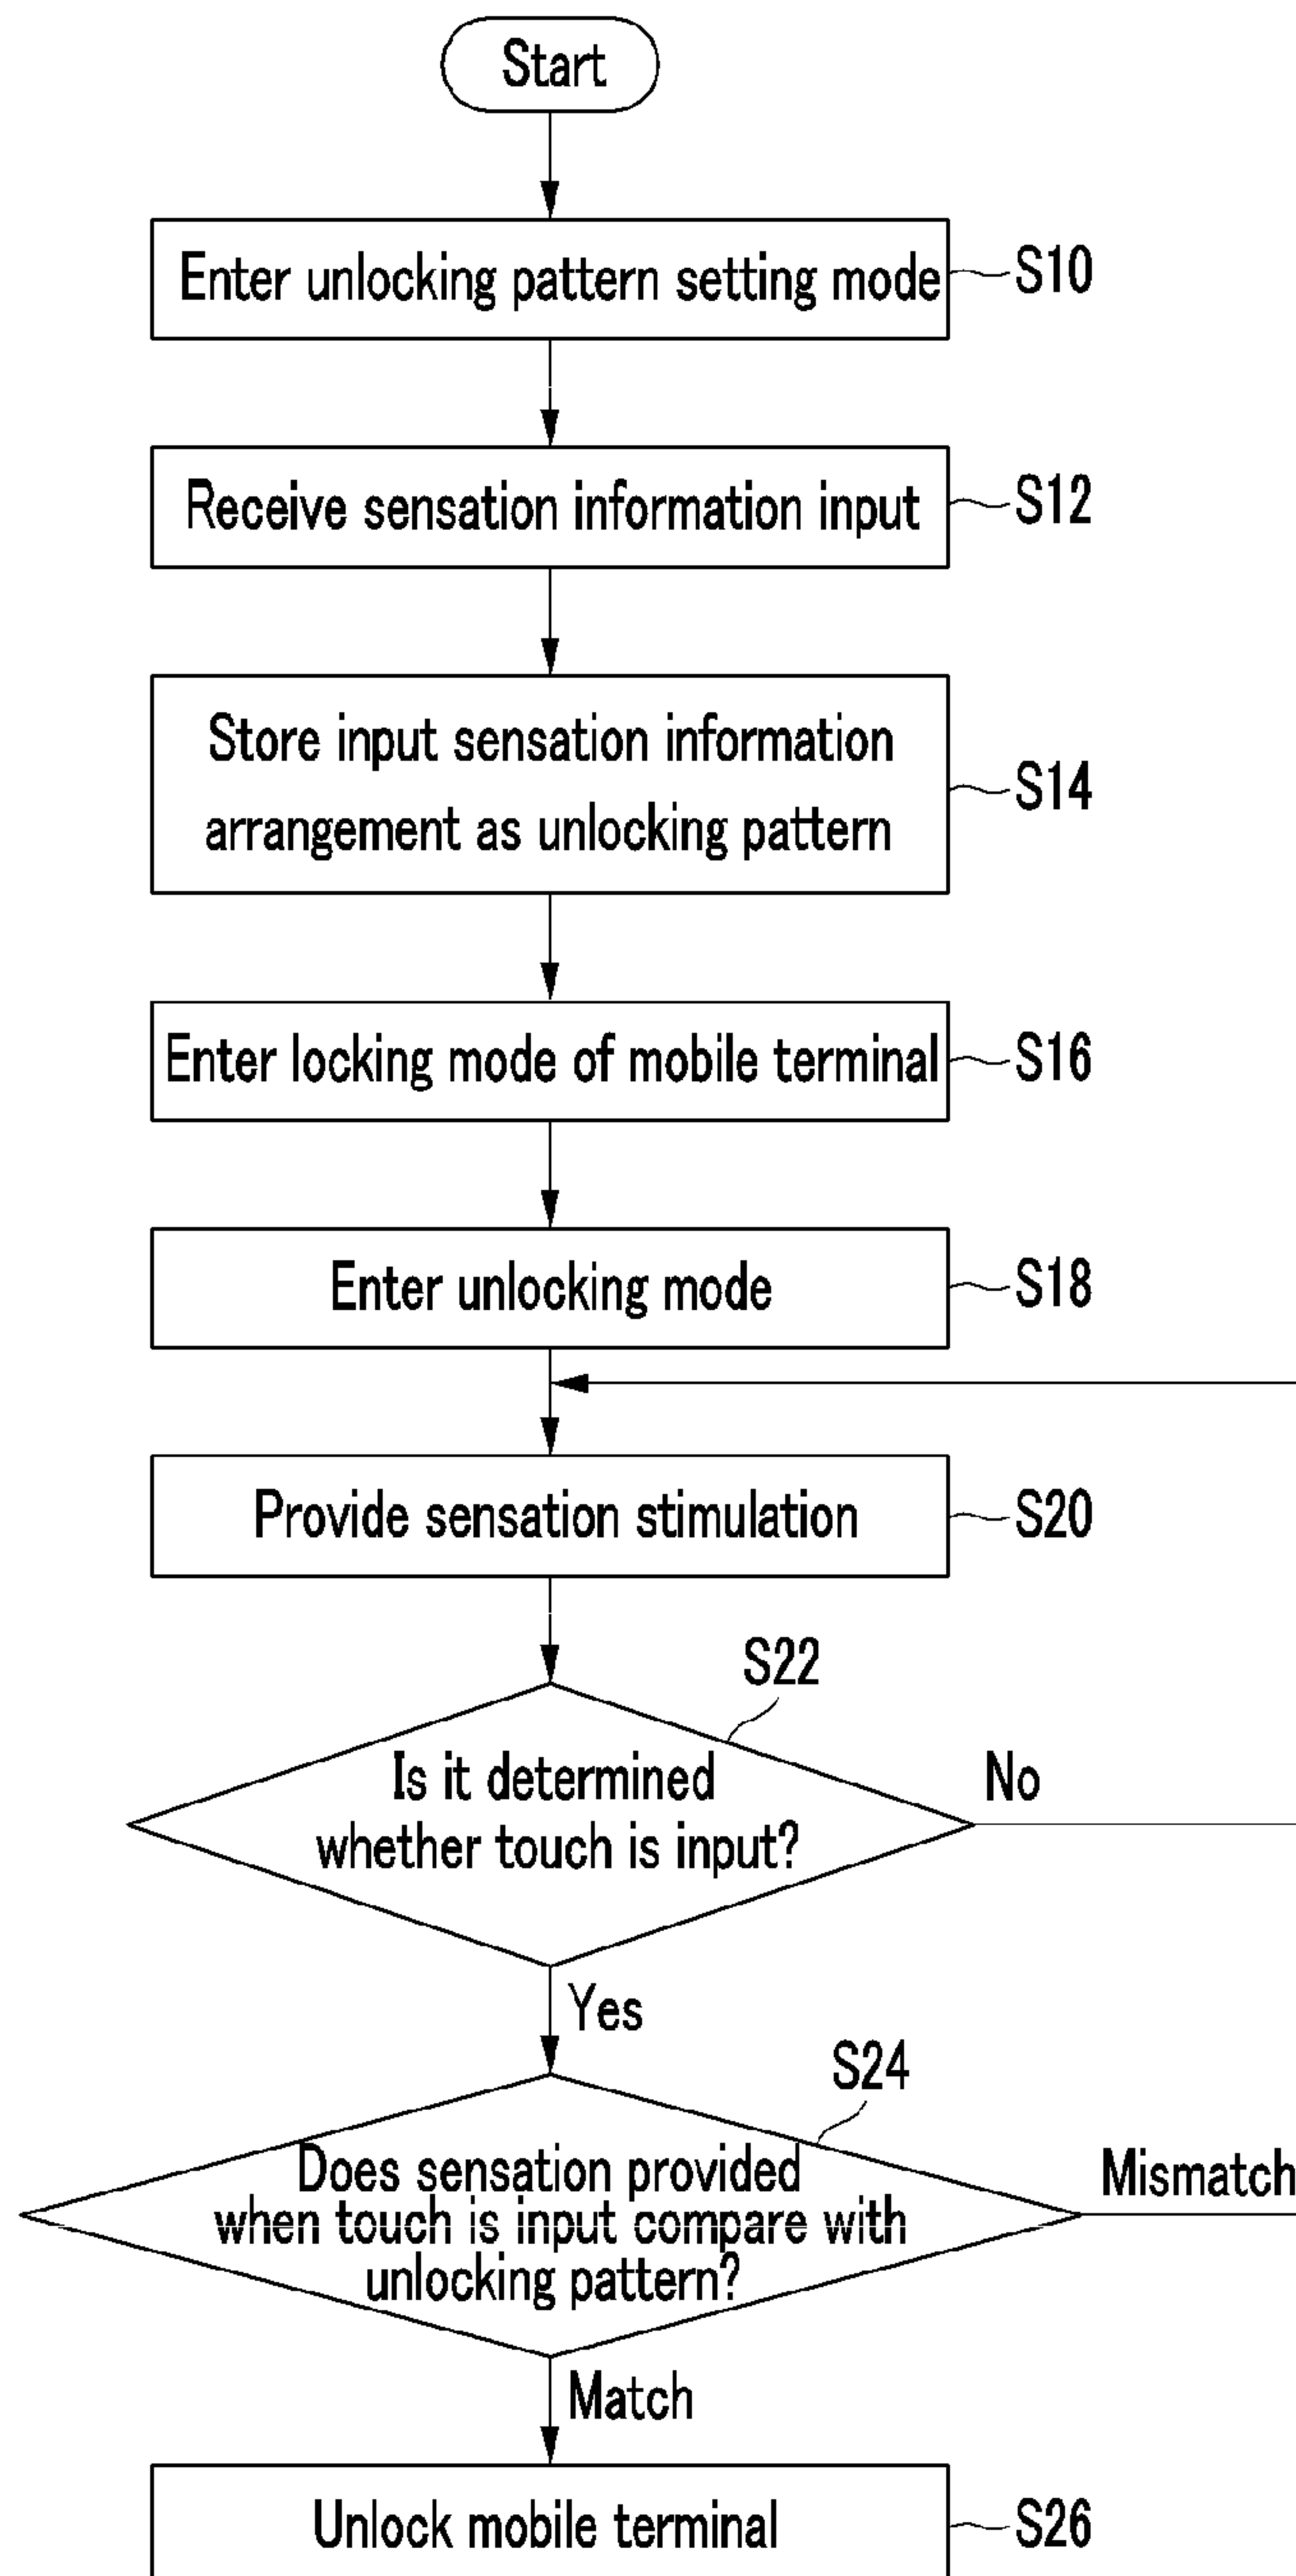 Start
Enter unlocking pattern setting mode
S10
Receive sensation information input
S12
Store input sensation information
arrangement as unlocking pattern
S14
Enter locking mode of mobile terminal
S16
Enter unlocking mode
S18
Provide sensation stimulation
S20
S22
Is it determined
whether touch is input?
No
Yes
S24
Does sensation provided
when touch is input compare with
unlocking pattern?
Mismatch
Match
Unlock mobile terminal
S26